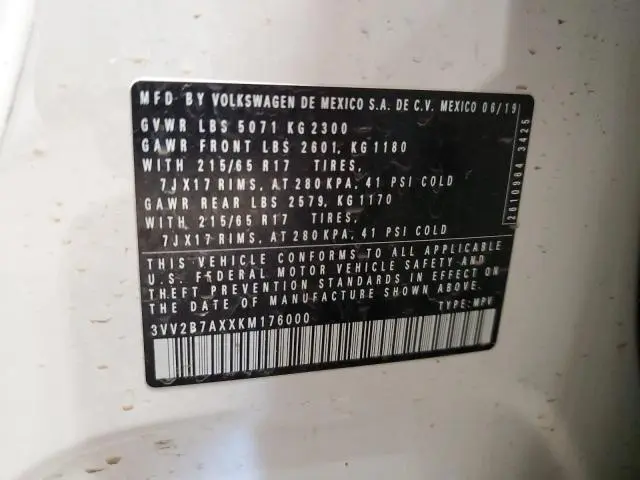 MFD BY VOLKSWAGEN DE MEXICO S.A. DE C.V. MEXICO 06/19
GVWR LBS 5071 KG 2300
GAWR FRONT LBS 2601, KG 1180
WITH 215/65 R17 TIRES,
7JX17 RIMS, AT 280 KPA, 41 PSI COLD
GAWR REAR LBS 2579, KG 1170
WITH 215/65 R17 TIRES,
7JX17 RIMS, AT 280 KPA, 41 PSI COLD
THIS VEHICLE CONFORMS TO ALL APPLICABLE
U.S. FEDERAL MOTOR VEHICLE SAFETY AND
THEFT PREVENTION STANDARDS IN EFFECT ON
THE DATE OF MANUFACTURE SHOWN ABOVE.
3VV2B7AXXKM176000 TYPE: MPV
2610964 3425